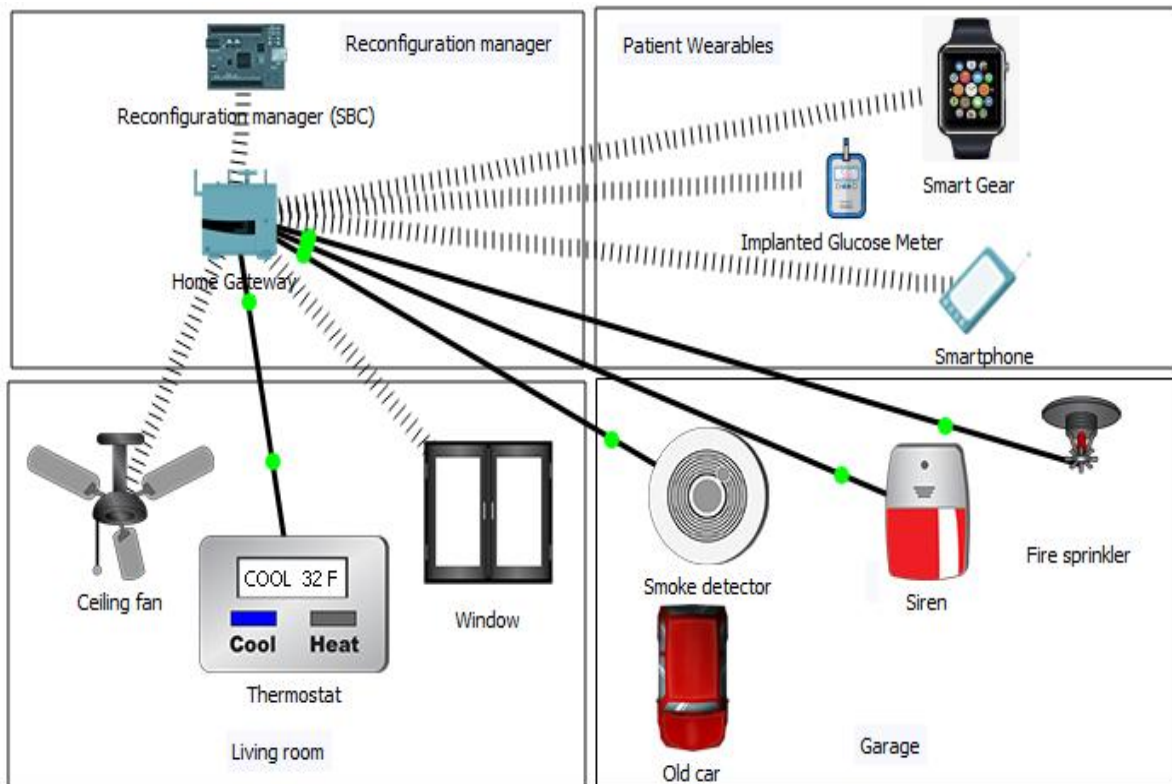 Reconfiguration manager
Reconfigruation manager (SBC)
Home Gateway
Patient Wearables
Smart Gear
Implanted Glucose Meter
Smartphone
Ceiling fan
COOL 32 F
Cool
Heat
Thermostat
Window
Living room
Smoke detector
Siren
Fire sprinkler
Old car
Garage